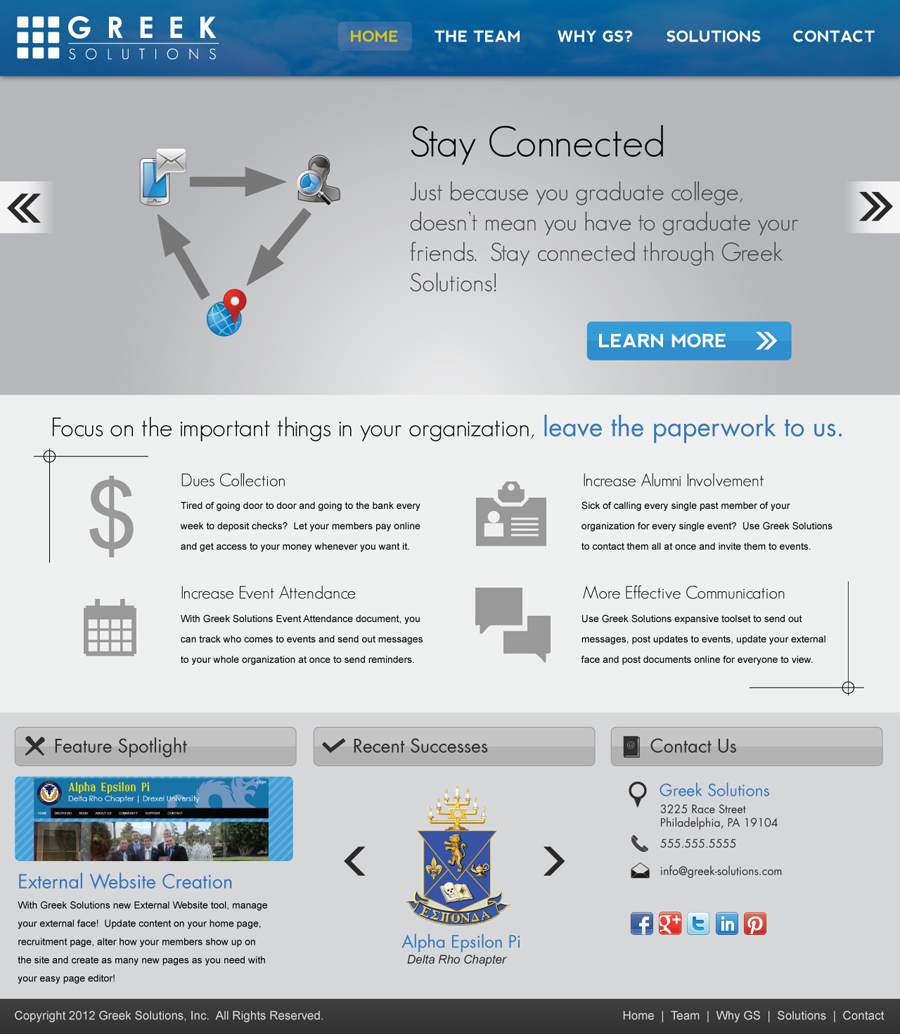 GREEK
SOLUTIONS
HOME
THE TEAM
WHY GS?
SOLUTIONS
CONTACT
Stay Connected
Just because you graduate college,
doesn't mean you have to graduate your
friends. Stay connected through Greek
Solutions!
LEARN MORE
Focus on the important things in your organization, leave the paperwork to us.
Dues Collection
Tired of going door to door and going to the bank every
week to deposit checks? Let your members pay online
and get access to your money whenever you want it.
Increase Alumni Involvement
Sick of calling every single past member of your
organization for every single event? Use Greek Solutions
to contact them all at once and invite them to events.
Increase Event Attendance
With Greek Solutions Event Attendance document, you
can track who comes to events and send out messages
to your whole organization at once to send reminders.
More Effective Communication
Use Greek Solutions expansive toolset to send out
messages, post updates to events, update your external
face and post documents online for everyone to view.
Feature Spotlight
Alpha Epsilon Pi
Delta Rho Chapter | Drexel University
HOME BROTHERS RUSH ABOUT US COMMUNITY SUPPORT CONTACT
External Website Creation
With Greek Solutions new External Website tool, manage
your external face! Update content on your home page,
recruitment page, alter how your members show up on
the site and create as many new pages as you need with
your easy page editor!
Recent Successes
ΕΣΠΟΝΔΑ
Alpha Epsilon Pi
Delta Rho Chapter
Contact Us
Greek Solutions
3225 Race Street
Philadelphia, PA 19104
555.555.5555
info@greek-solutions.com
Copyright 2012 Greek Solutions, Inc. All Rights Reserved.
Home | Team | Why GS | Solutions | Contact